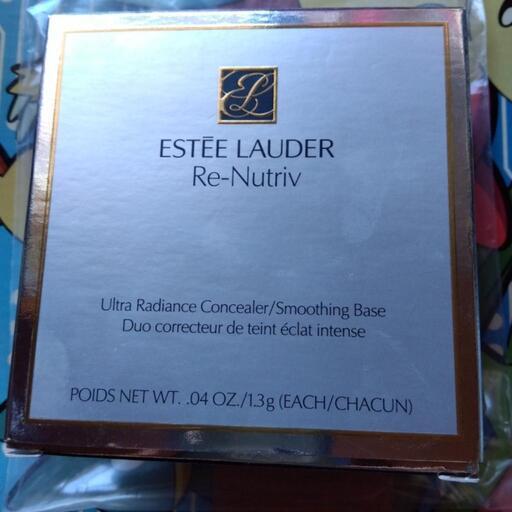 EL
ESTĒE LAUDER
Re-Nutriv
Ultra Radiance Concealer/Smoothing Base
Duo correcteur de teint éclat intense
POIDS NET WT. .04 OZ./1.3g (EACH/CHACUN)